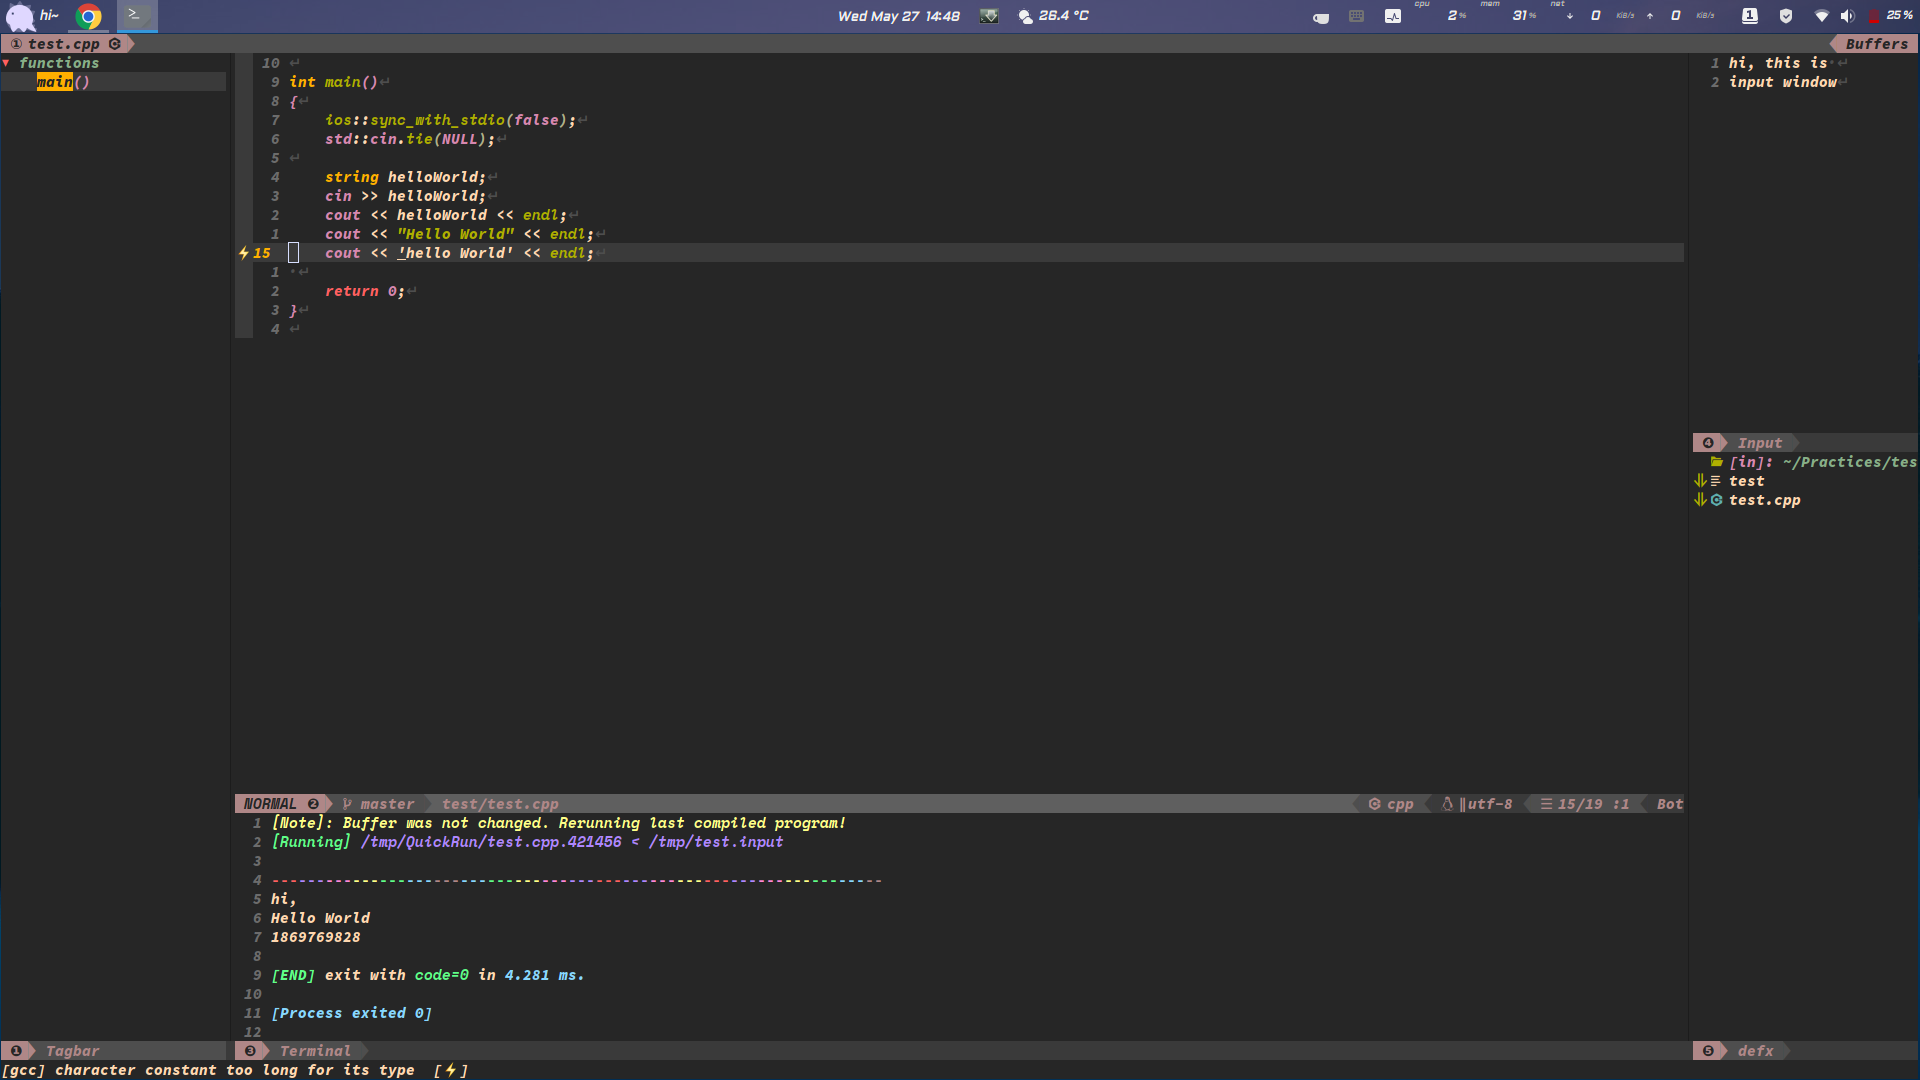 hi~
Wed May 27 14:48
26.4 °C
cpu 2% mem 31% net ↓ 0 KiB/s ↑ 0 KiB/s
1
25%
① test.cpp
Buffers
▼ functions
main()
10
9 int main()
8 {
7 ios::sync_with_stdio(false);
6 std::cin.tie(NULL);
5
4 string helloWorld;
3 cin >> helloWorld;
2 cout << helloWorld << endl;
1 cout << "Hello World" << endl;
⚡15 cout << 'hello World' << endl;
1
2 return 0;
3 }
4
1 hi, this is
2 input window
❹ Input
[in]: ~/Practices/tes
test
test.cpp
NORMAL ❷ master test/test.cpp
cpp utf-8 ☰ 15/19 :1 Bot
1 [Note]: Buffer was not changed. Rerunning last compiled program!
2 [Running] /tmp/QuickRun/test.cpp.421456 < /tmp/test.input
3
4 --------------------------------------------------------------------
5 hi,
6 Hello World
7 1869769828
8
9 [END] exit with code=0 in 4.281 ms.
10
11 [Process exited 0]
12
❶ Tagbar
❸ Terminal
❺ defx
[gcc] character constant too long for its type [⚡]